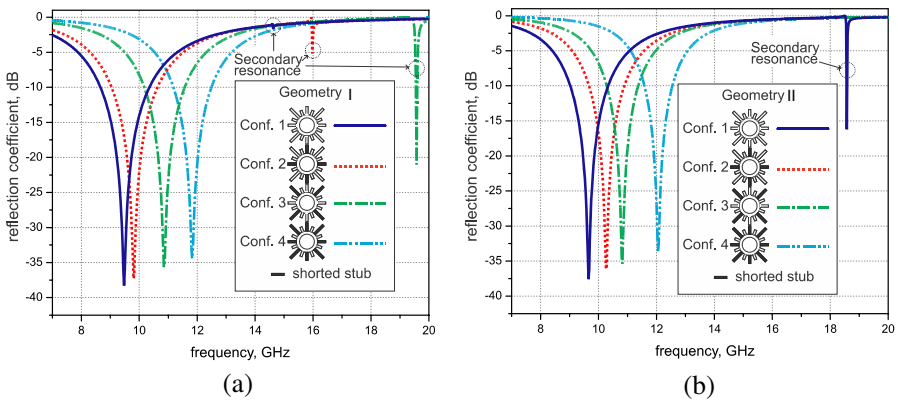 0
-5
-10
-15
-20
-25
-30
-35
-40
reflection coefficient, dB
8
10
12
14
16
18
20
frequency, GHz
Secondary
resonance
Geometry I
Conf. 1
Conf. 2
Conf. 3
Conf. 4
shorted stub
(a)
0
-5
-10
-15
-20
-25
-30
-35
-40
reflection coefficient, dB
8
10
12
14
16
18
20
frequency, GHz
Secondary
resonance
Geometry II
Conf. 1
Conf. 2
Conf. 3
Conf. 4
shorted stub
(b)